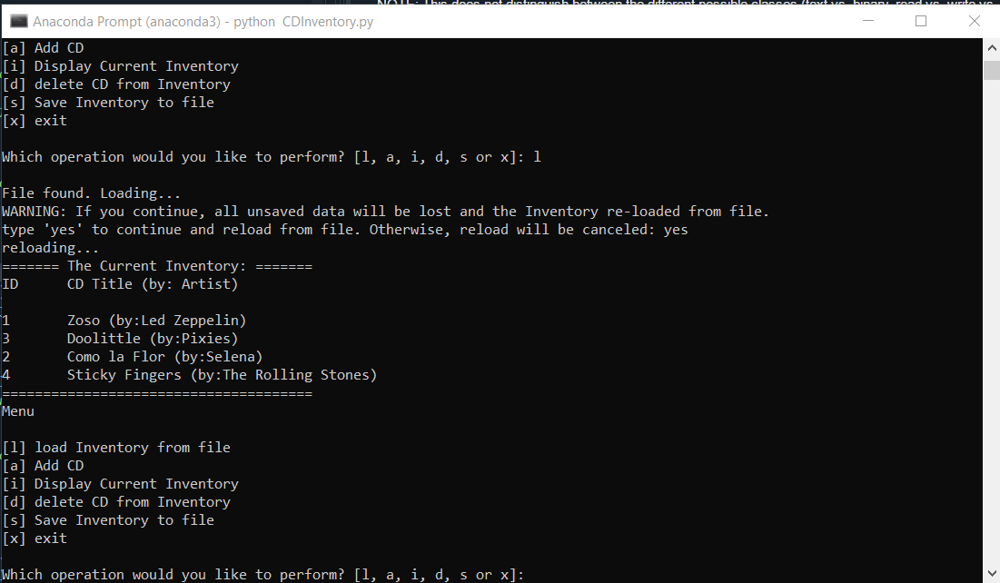 NOTE: This does not distinguish between the different possible classes (text vs. binary, read vs. write vs.
Anaconda Prompt (anaconda3) - python  CDInventory.py
[a] Add CD
[i] Display Current Inventory
[d] delete CD from Inventory
[s] Save Inventory to file
[x] exit
Which operation would you like to perform? [l, a, i, d, s or x]: l
File found. Loading...
WARNING: If you continue, all unsaved data will be lost and the Inventory re-loaded from file.
type 'yes' to continue and reload from file. Otherwise, reload will be canceled: yes
reloading...
======= The Current Inventory: =======
ID      CD Title (by: Artist)
1       Zoso (by:Led Zeppelin)
3       Doolittle (by:Pixies)
2       Como la Flor (by:Selena)
4       Sticky Fingers (by:The Rolling Stones)
======================================
Menu
[l] load Inventory from file
[a] Add CD
[i] Display Current Inventory
[d] delete CD from Inventory
[s] Save Inventory to file
[x] exit
Which operation would you like to perform? [l, a, i, d, s or x]: